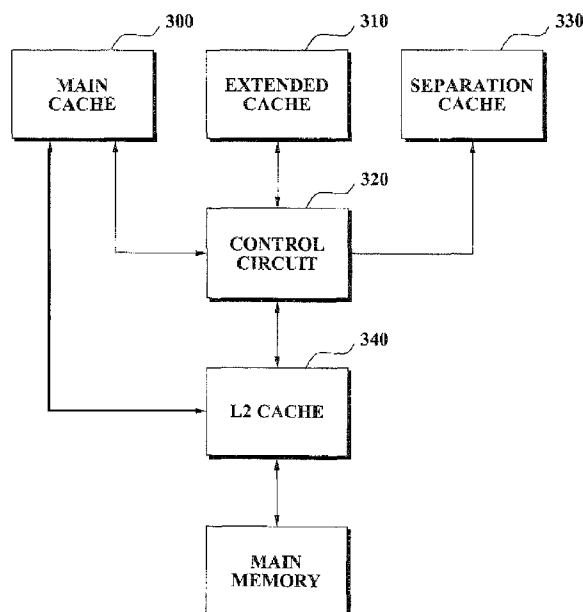 300
310
330
MAIN
CACHE
EXTENDED
CACHE
SEPARATION
CACHE
320
CONTROL
CIRCUIT
340
L2 CACHE
MAIN
MEMORY